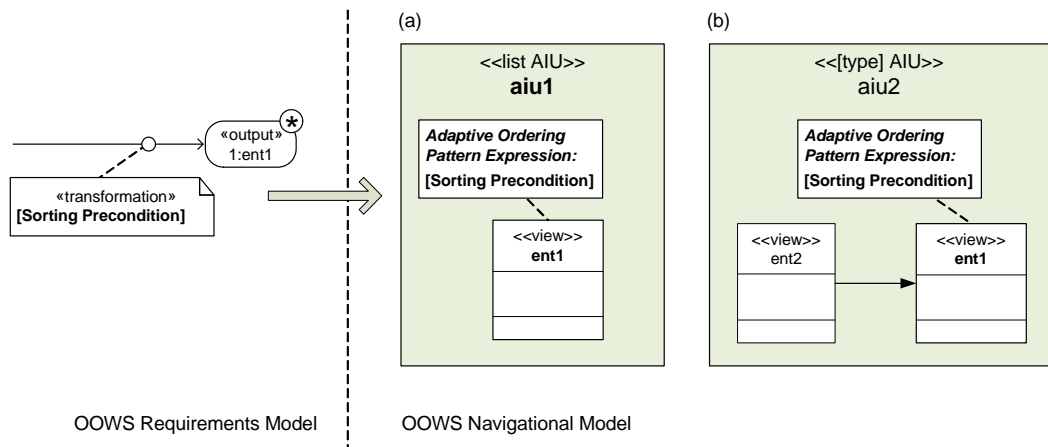 (a)
(b)
<<list AIU>>
aiu1
<<[type] AIU>>
aiu2
«output»
1:ent1
*
«transformation»
[Sorting Precondition]
Adaptive Ordering
Pattern Expression:
[Sorting Precondition]
<<view>>
ent1
Adaptive Ordering
Pattern Expression:
[Sorting Precondition]
<<view>>
ent2
<<view>>
ent1
OOWS Requirements Model
OOWS Navigational Model